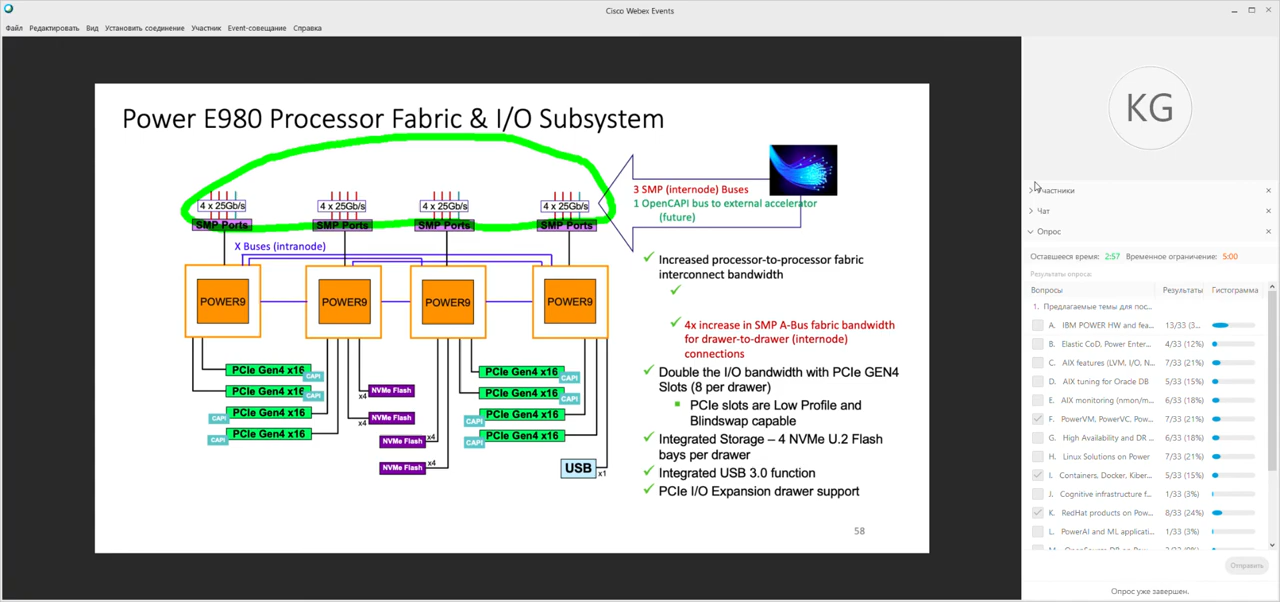 Cisco Webex Events
Файл Редактировать Вид Установить соединение Участник Event-совещание Справка
Power E980 Processor Fabric & I/O Subsystem
4 x 25Gb/s 4 x 25Gb/s 4 x 25Gb/s 4 x 25Gb/s
SMP Ports SMP Ports SMP Ports SMP Ports
3 SMP (internode) Buses
1 OpenCAPI bus to external accelerator
(future)
X Buses (intranode)
POWER9 POWER9 POWER9 POWER9
PCIe Gen4 x16
CAPI
PCIe Gen4 x16
CAPI
PCIe Gen4 x16
CAPI
PCIe Gen4 x16
CAPI
NVMe Flash
x4
NVMe Flash
x4
NVMe Flash
x4
NVMe Flash
x4
PCIe Gen4 x16
CAPI
PCIe Gen4 x16
CAPI
PCIe Gen4 x16
CAPI
PCIe Gen4 x16
CAPI
USB
x1
Increased processor-to-processor fabric
interconnect bandwidth
4x increase in SMP A-Bus fabric bandwidth
for drawer-to-drawer (internode)
connections
Double the I/O bandwidth with PCIe GEN4
Slots (8 per drawer)
PCIe slots are Low Profile and
Blindswap capable
Integrated Storage – 4 NVMe U.2 Flash
bays per drawer
Integrated USB 3.0 function
PCIe I/O Expansion drawer support
58
KG
Участники
Чат
Опрос
Оставшееся время: 2:57 Временное ограничение: 5:00
Результаты опроса:
Вопросы Результаты Гистограмма
1. Предлагаемые темы для пос...
A. IBM POWER HW and fea... 13/33 (3...
B. Elastic CoD, Power Enter... 4/33 (12%)
C. AIX features (LVM, I/O, N... 7/33 (21%)
D. AIX tuning for Oracle DB 5/33 (15%)
E. AIX monitoring (nmon/m... 6/33 (18%)
F. PowerVM, PowerVC, Pow... 7/33 (21%)
G. High Availability and DR ... 6/33 (18%)
H. Linux Solutions on Power 7/33 (21%)
I. Containers, Docker, Kiber... 5/33 (15%)
J. Cognitive infrastructure f... 1/33 (3%)
K. RedHat products on Pow... 8/33 (24%)
L. PowerAI and ML applicati... 1/33 (3%)
Отправить
Опрос уже завершен.